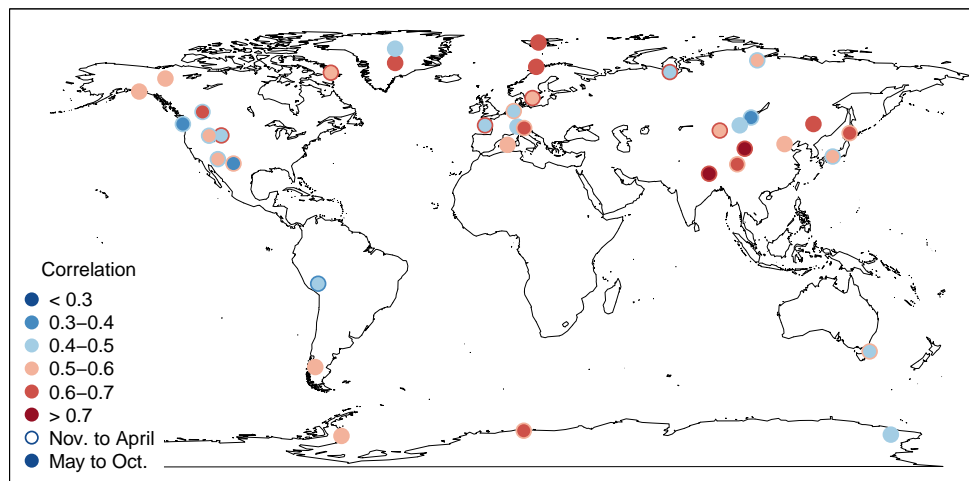 Correlation
< 0.3
0.3–0.4
0.4–0.5
0.5–0.6
0.6–0.7
> 0.7
Nov. to April
May to Oct.